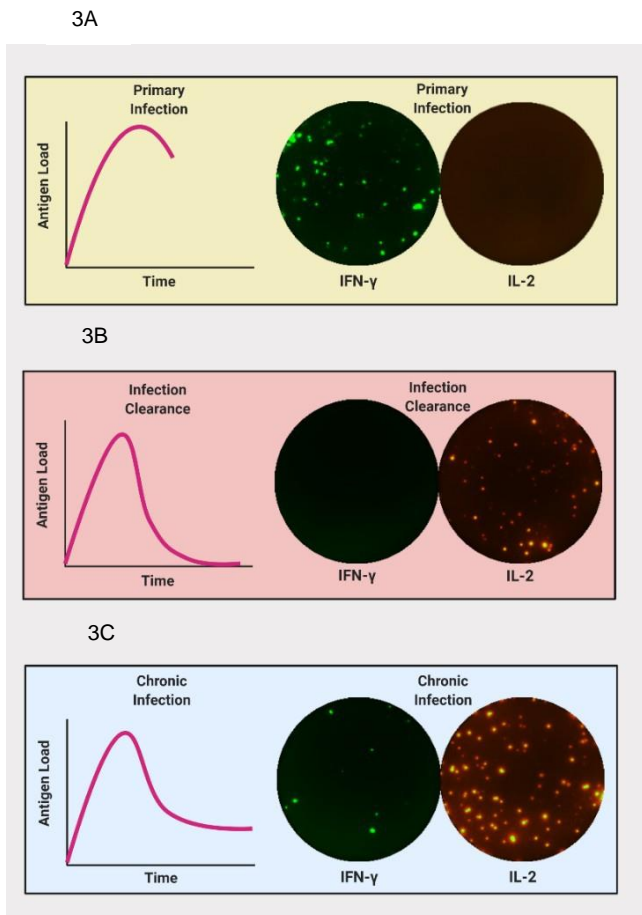 3A
Primary
Infection
Antigen Load
Time
Primary
Infection
IFN-γ
IL-2
3B
Infection
Clearance
Antigen Load
Time
Infection
Clearance
IFN-γ
IL-2
3C
Chronic
Infection
Antigen Load
Time
Chronic
Infection
IFN-γ
IL-2